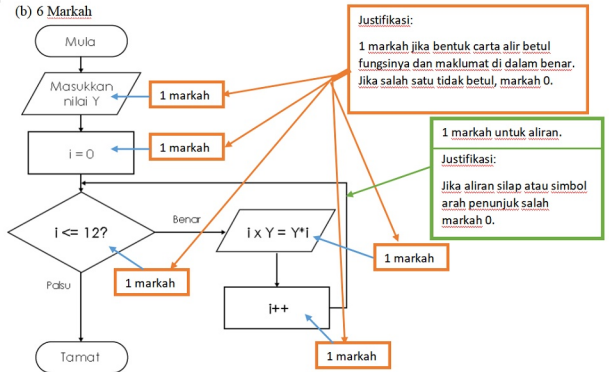 (b) 6 Markah
Mula
Masukkan
nilai Y
1 markah
i = 0
1 markah
i <= 12?
Benar
i x Y = Y*i
1 markah
1 markah
Palsu
i++
1 markah
Tamat
Justifikasi:
1 markah jika bentuk carta alir betul
fungsinya dan maklumat di dalam benar.
Jika salah satu tidak betul, markah 0.
1 markah untuk aliran.
Justifikasi:
Jika aliran silap atau simbol
arah penunjuk salah
markah 0.